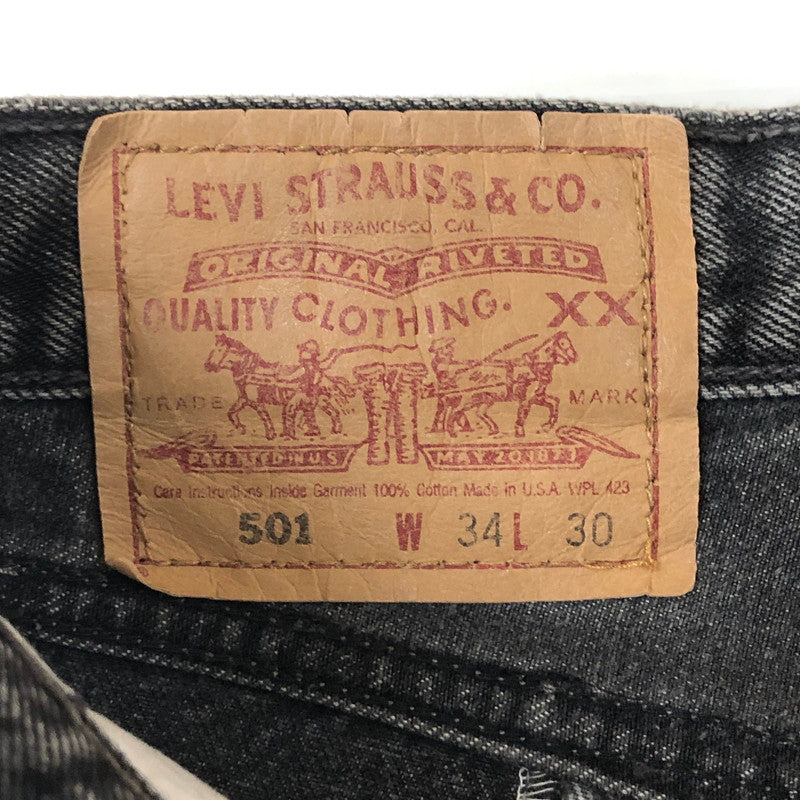 LEVI STRAUSS & CO.
SAN FRANCISCO, CAL.
ORIGINAL RIVETED
QUALITY CLOTHING. XX
TRADE MARK
PATENTED IN U.S. MAY 20 1873
Care Instructions Inside Garment 100% Cotton Made in U.S.A. WPL 423
501 W 34 L 30